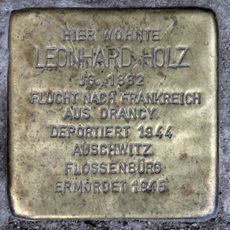 HIER WOHNTE
LEONHARD HOLZ
JG. 1882
FLUCHT NACH FRANKREICH
AUS DRANCY
DEPORTIERT 1944
AUSCHWITZ
FLOSSENBÜRG
ERMORDET 1945